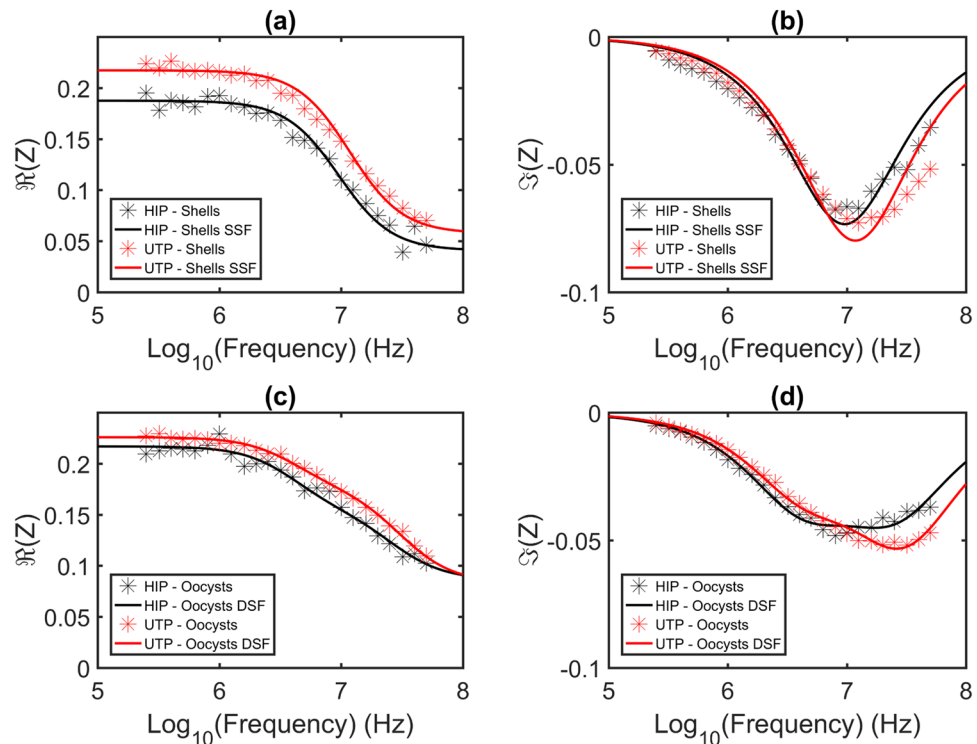 (a)
ℜ(Z)
0.2
0.15
0.1
0.05
0
HIP - Shells
HIP - Shells SSF
UTP - Shells
UTP - Shells SSF
5 6 7 8
Log10(Frequency) (Hz)
(b)
ℑ(Z)
0
-0.05
-0.1
HIP - Shells
HIP - Shells SSF
UTP - Shells
UTP - Shells SSF
5 6 7 8
Log10(Frequency) (Hz)
(c)
ℜ(Z)
0.2
0.15
0.1
0.05
0
HIP - Oocysts
HIP - Oocysts DSF
UTP - Oocysts
UTP - Oocysts DSF
5 6 7 8
Log10(Frequency) (Hz)
(d)
ℑ(Z)
0
-0.05
-0.1
HIP - Oocysts
HIP - Oocysts DSF
UTP - Oocysts
UTP - Oocysts DSF
5 6 7 8
Log10(Frequency) (Hz)